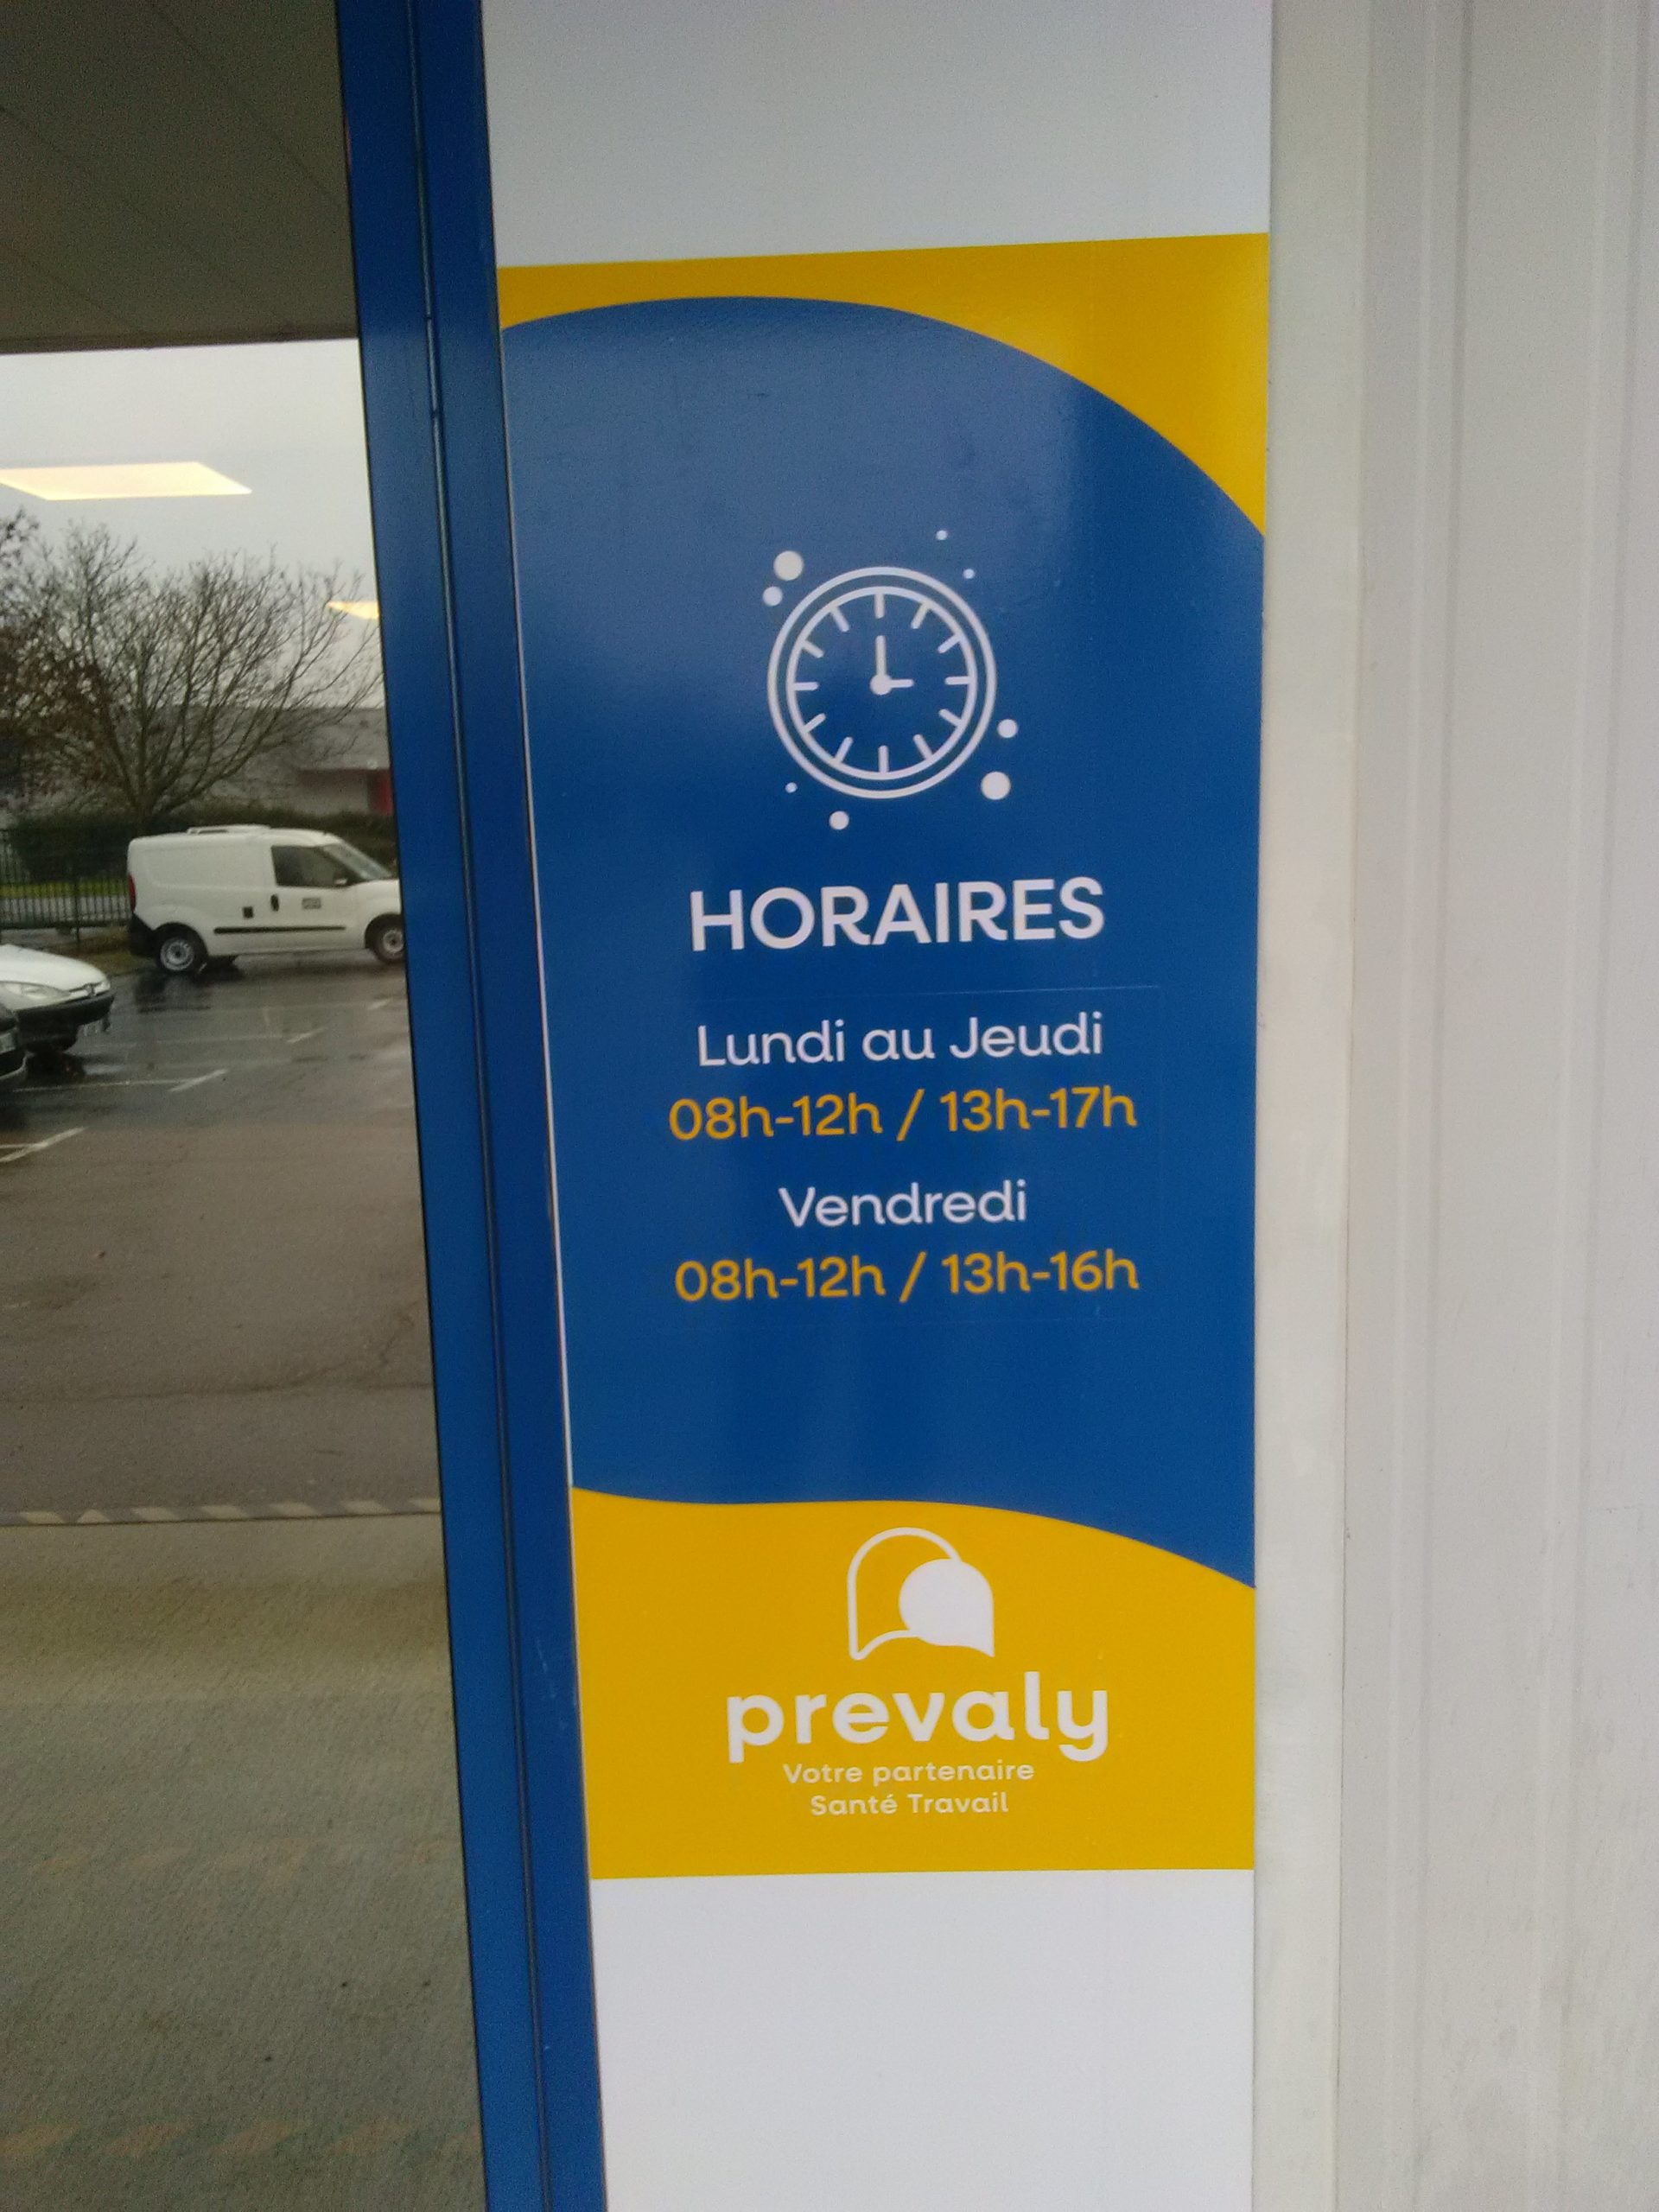 HORAIRES
Lundi au Jeudi
08h-12h / 13h-17h
Vendredi
08h-12h / 13h-16h
prevaly
Votre partenaire
Santé Travail